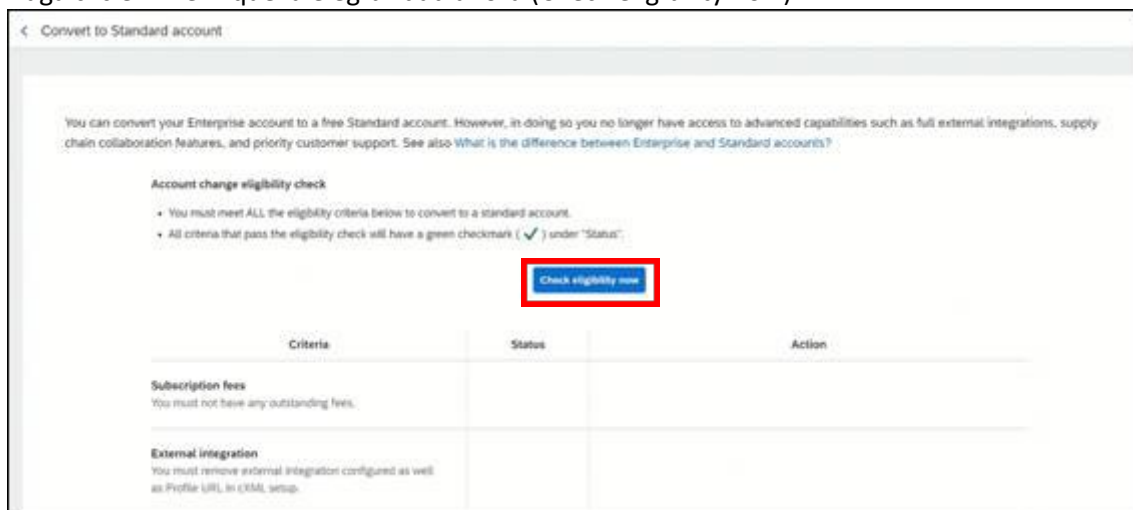 < Convert to Standard account
You can convert your Enterprise account to a free Standard account. However, in doing so you no longer have access to advanced capabilities such as full external integrations, supply
chain collaboration features, and priority customer support. See also What is the difference between Enterprise and Standard accounts?
Account change eligibility check
• You must meet ALL the eligibility criteria below to convert to a standard account.
• All criteria that pass the eligibility check will have a green checkmark ( ✓ ) under "Status".
Check eligibility now
Criteria Status Action
Subscription fees
You must not have any outstanding fees.
External integration
You must remove external integration configured as well
as Profile URL in cXML setup.